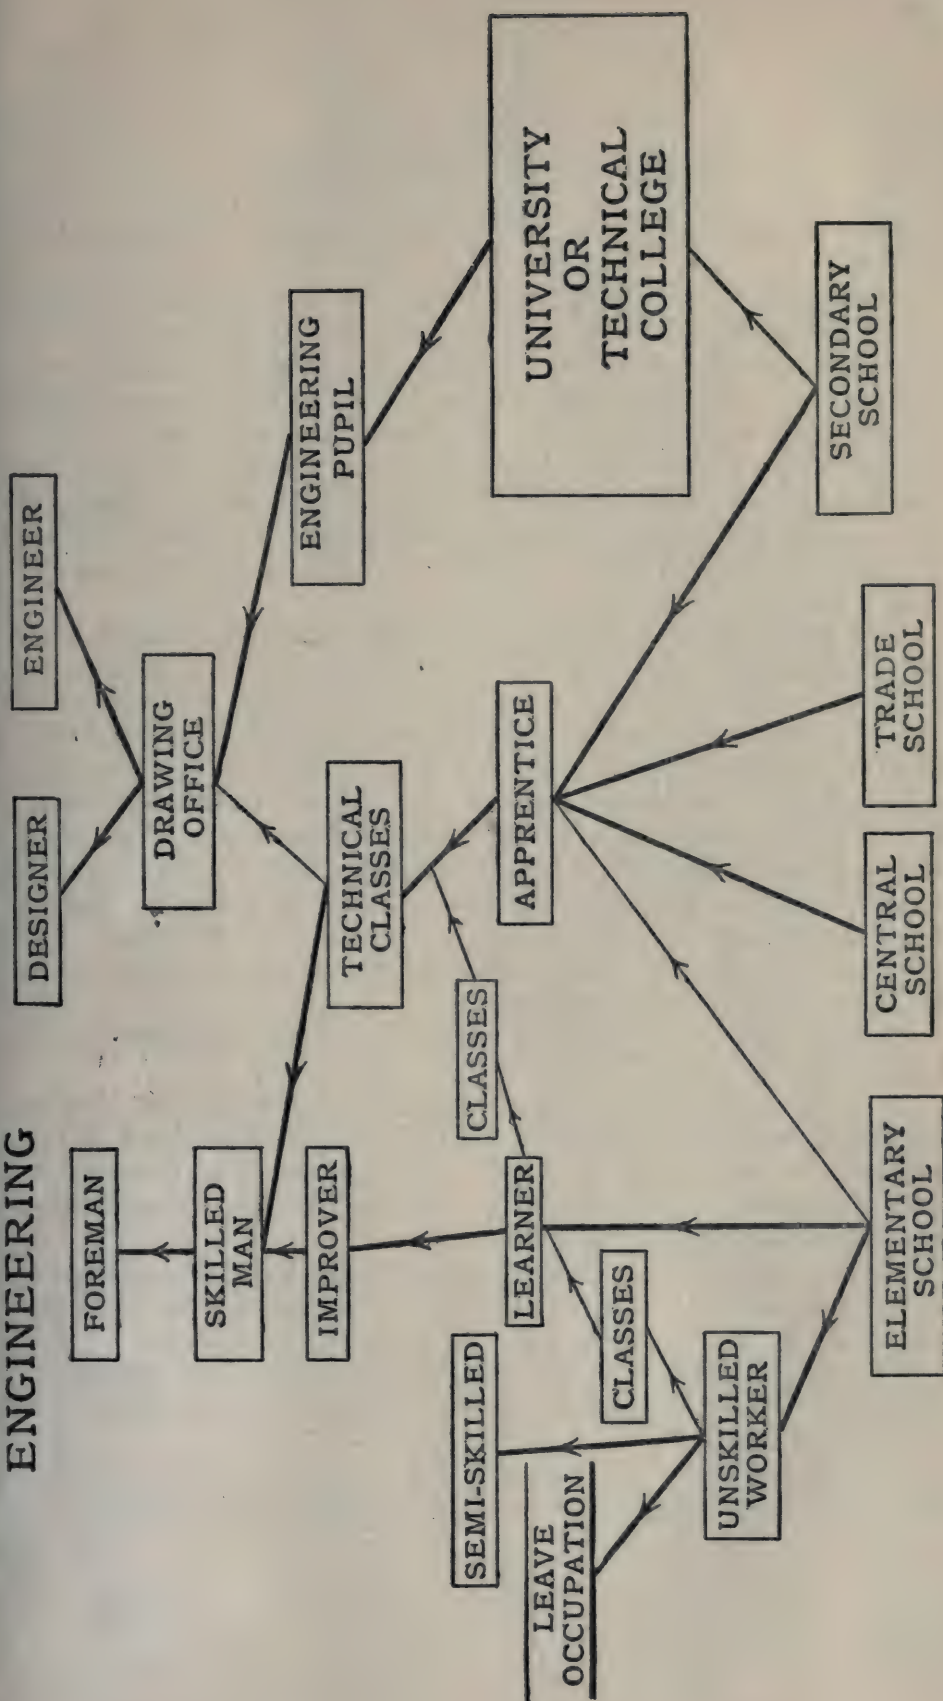 ENGINEERING
FOREMAN
DESIGNER
ENGINEER
SKILLED
MAN
DRAWING
OFFICE
IMPROVER
TECHNICAL
CLASSES
ENGINEERING
PUPIL
SEMI-SKILLED
CLASSES
LEAVE
OCCUPATION
LEARNER
APPRENTICE
UNIVERSITY
OR
TECHNICAL
COLLEGE
CLASSES
UNSKILLED
WORKER
ELEMENTARY
SCHOOL
CENTRAL
SCHOOL
TRADE
SCHOOL
SECONDARY
SCHOOL